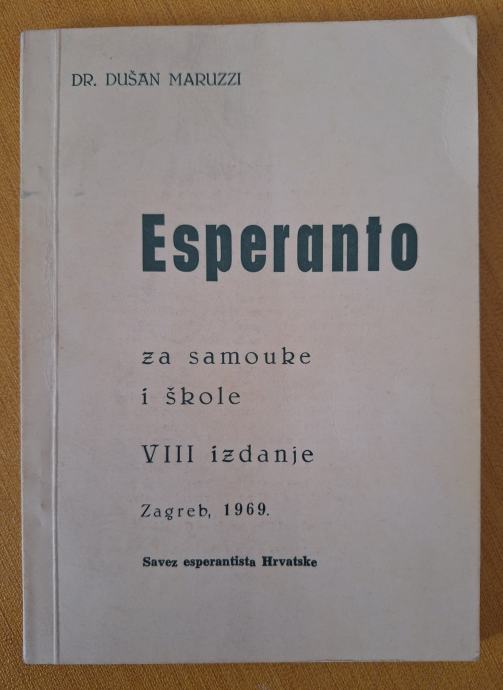 DR. DUŠAN MARUZZI
Esperanto
za samouke
i škole
VIII izdanje
Zagreb, 1969.
Savez esperantista Hrvatske